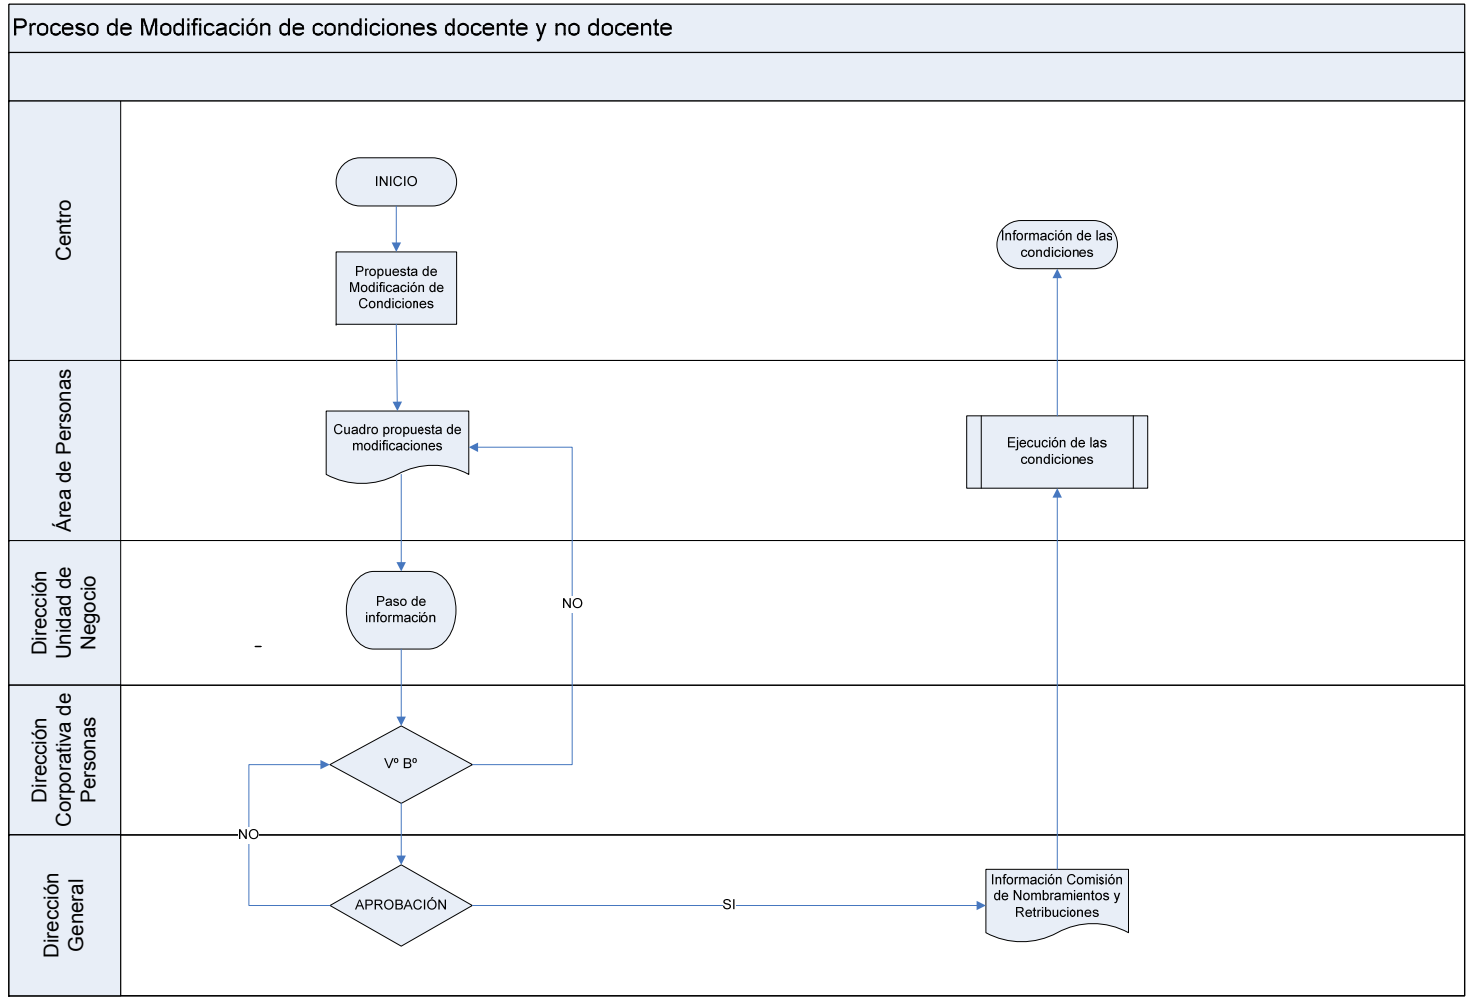 Proceso de Modificación de condiciones docente y no docente
Centro
INICIO
Propuesta de
Modificación de
Condiciones
Información de las
condiciones
Área de Personas
Cuadro propuesta de
modificaciones
Ejecución de las
condiciones
Dirección
Unidad de
Negocio
Paso de
información
NO
–
Dirección
Corporativa de
Personas
Vº Bº
NO
Dirección
General
APROBACIÓN
SI
Información Comisión
de Nombramientos y
Retribuciones